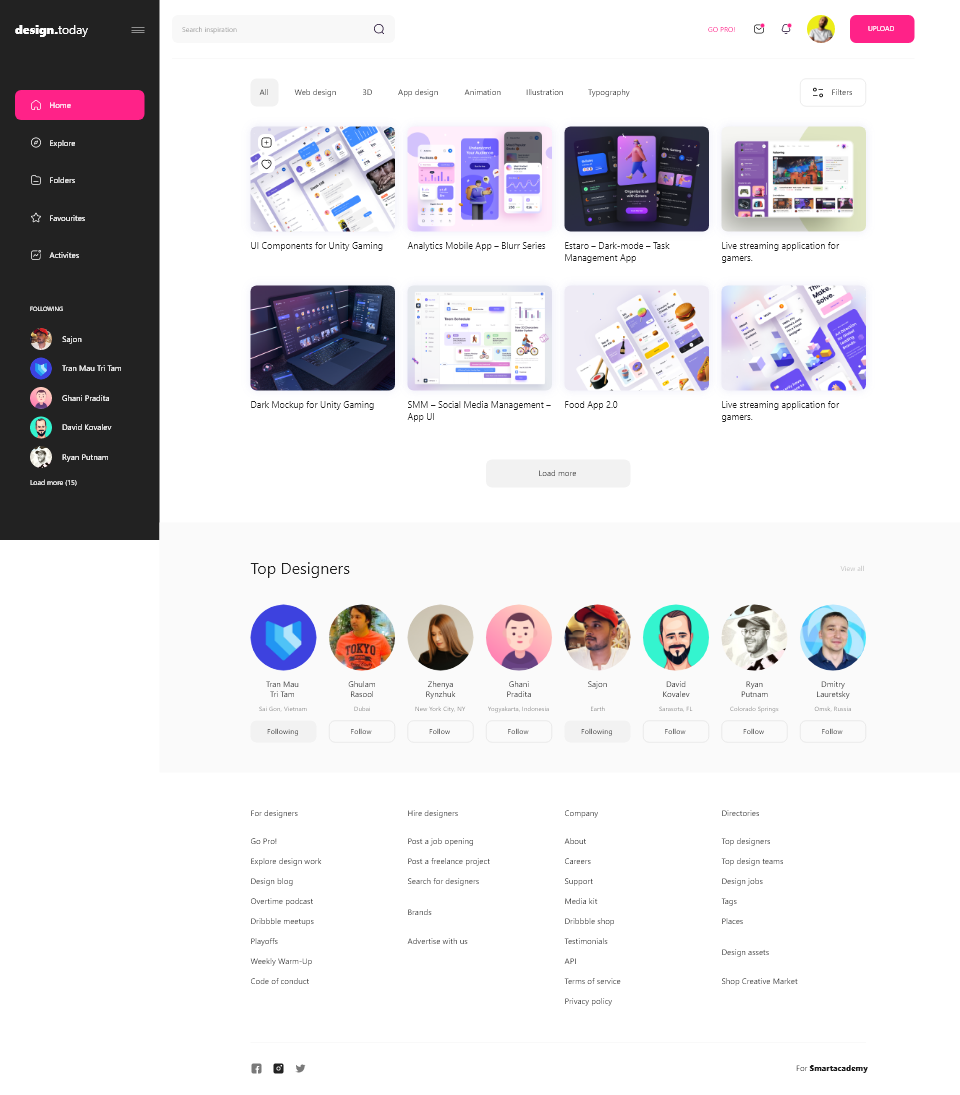 design.today
Home
Explore
Folders
Favourites
Activites
FOLLOWING
Sajon
Tran Mau Tri Tam
Ghani Pradita
David Kovalev
Ryan Putnam
Load more (15)
Search inspiration
GO PRO!
UPLOAD
All
Web design
3D
App design
Animation
Illustration
Typography
Filters
UI Components for Unity Gaming
Analytics Mobile App – Blurr Series
Estaro – Dark-mode – Task
Management App
Live streaming application for
gamers.
Make,
Solve.
Dark Mockup for Unity Gaming
SMM – Social Media Management –
App UI
Food App 2.0
Live streaming application for
gamers.
Load more
Top Designers
View all
TOKYO
Tran Mau
Tri Tam
Sai Gon, Vietnam
Following
Ghulam
Rasool
Dubai
Follow
Zhenya
Rynzhuk
New York City, NY
Follow
Ghani
Pradita
Yogyakarta, Indonesia
Follow
Sajon
Earth
Following
David
Kovalev
Sarasota, FL
Follow
Ryan
Putnam
Colorado Springs
Follow
Dmitry
Lauretsky
Omsk, Russia
Follow
For designers
Go Pro!
Explore design work
Design blog
Overtime podcast
Dribbble meetups
Playoffs
Weekly Warm-Up
Code of conduct
Hire designers
Post a job opening
Post a freelance project
Search for designers
Brands
Advertise with us
Company
About
Careers
Support
Media kit
Dribbble shop
Testimonials
API
Terms of service
Privacy policy
Directories
Top designers
Top design teams
Design jobs
Tags
Places
Design assets
Shop Creative Market
For Smartacademy